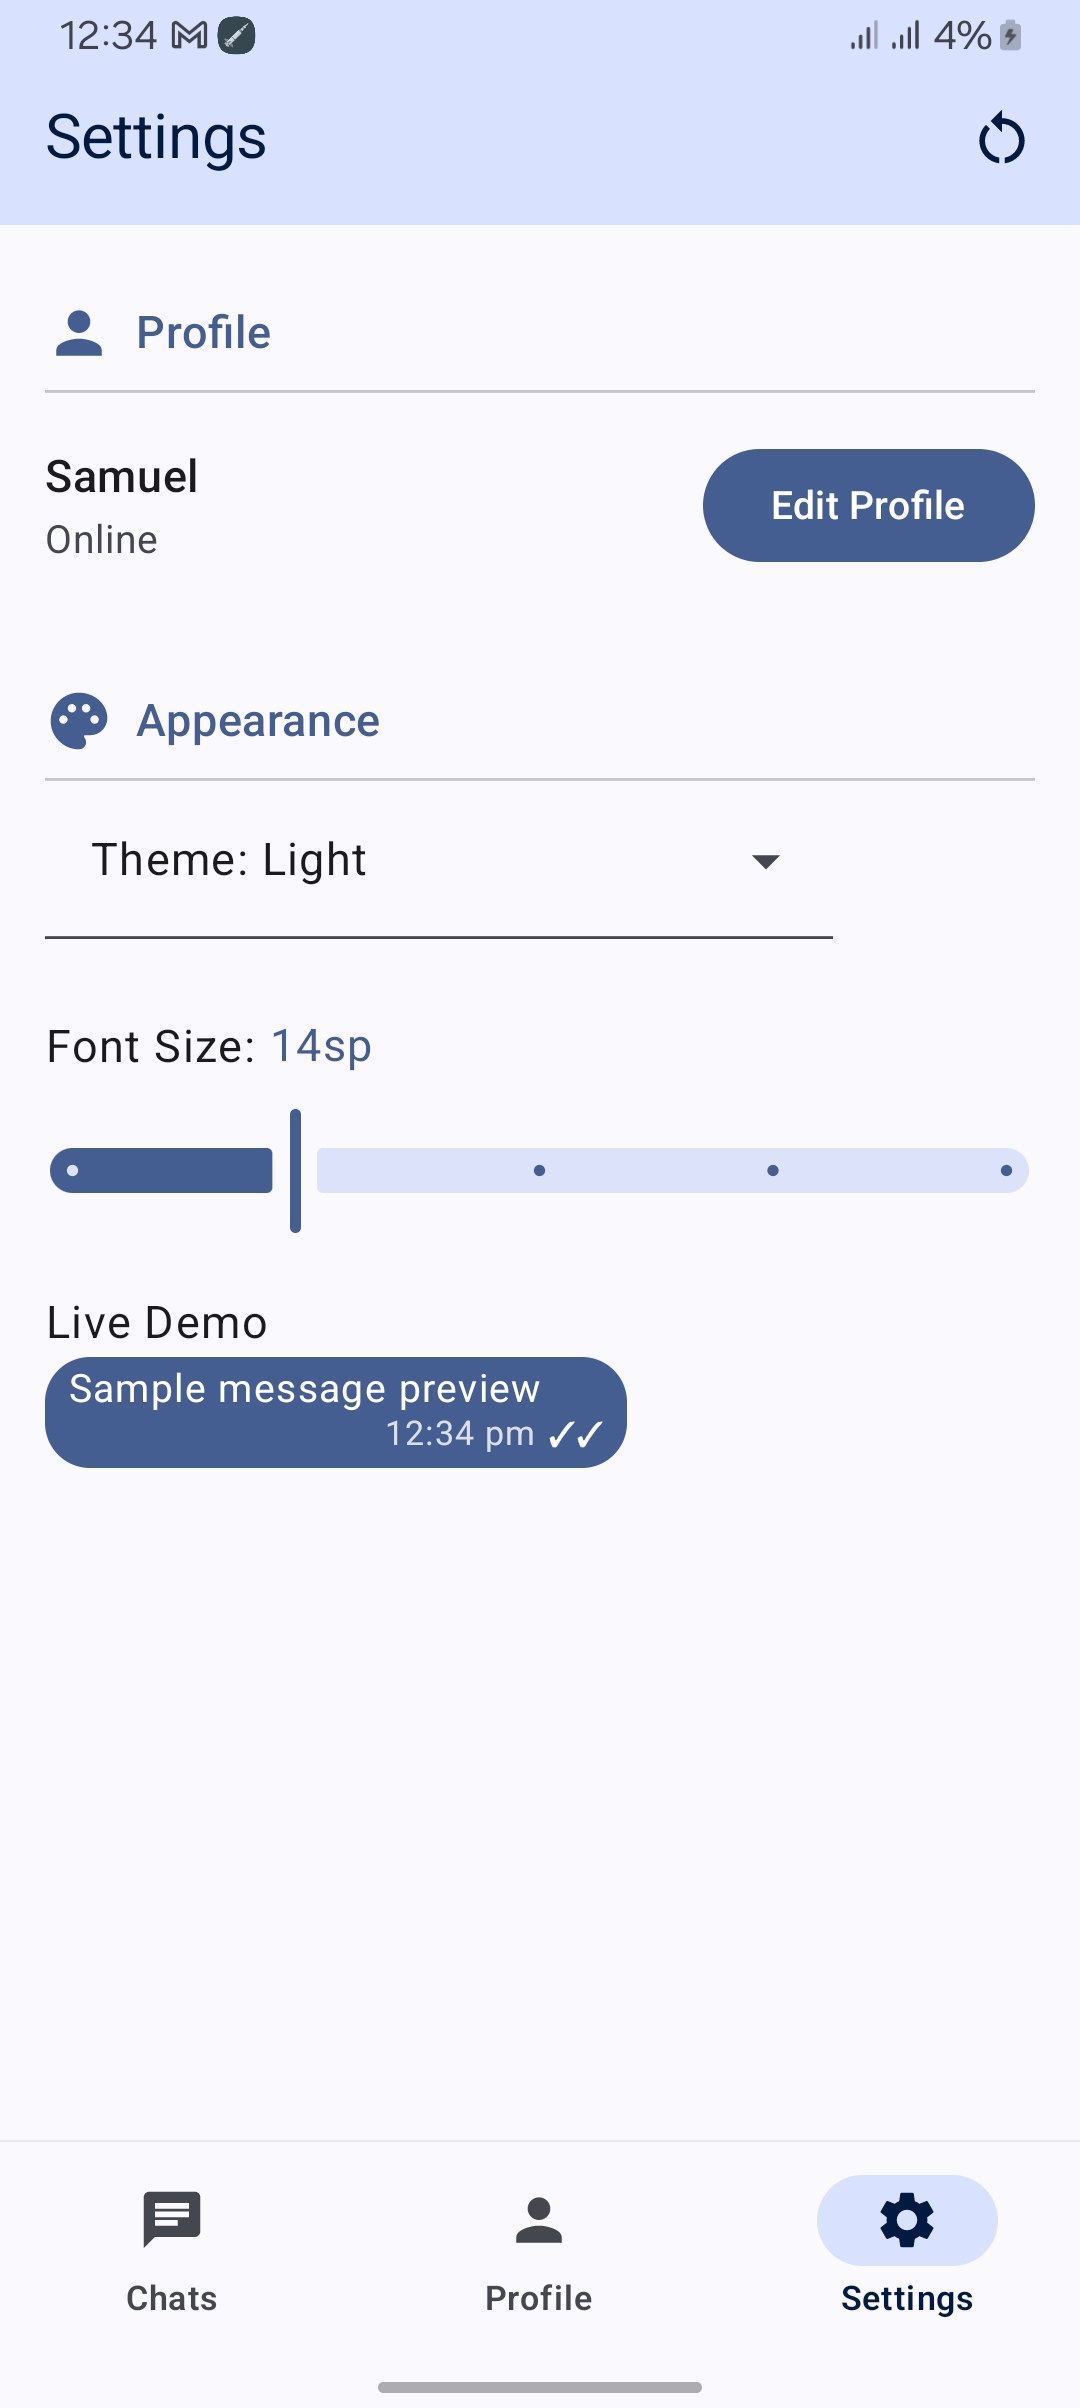 12:34 4%
Settings
Profile
Samuel
Online
Edit Profile
Appearance
Theme: Light
Font Size: 14sp
Live Demo
Sample message preview
12:34 pm ✓✓
Chats
Profile
Settings